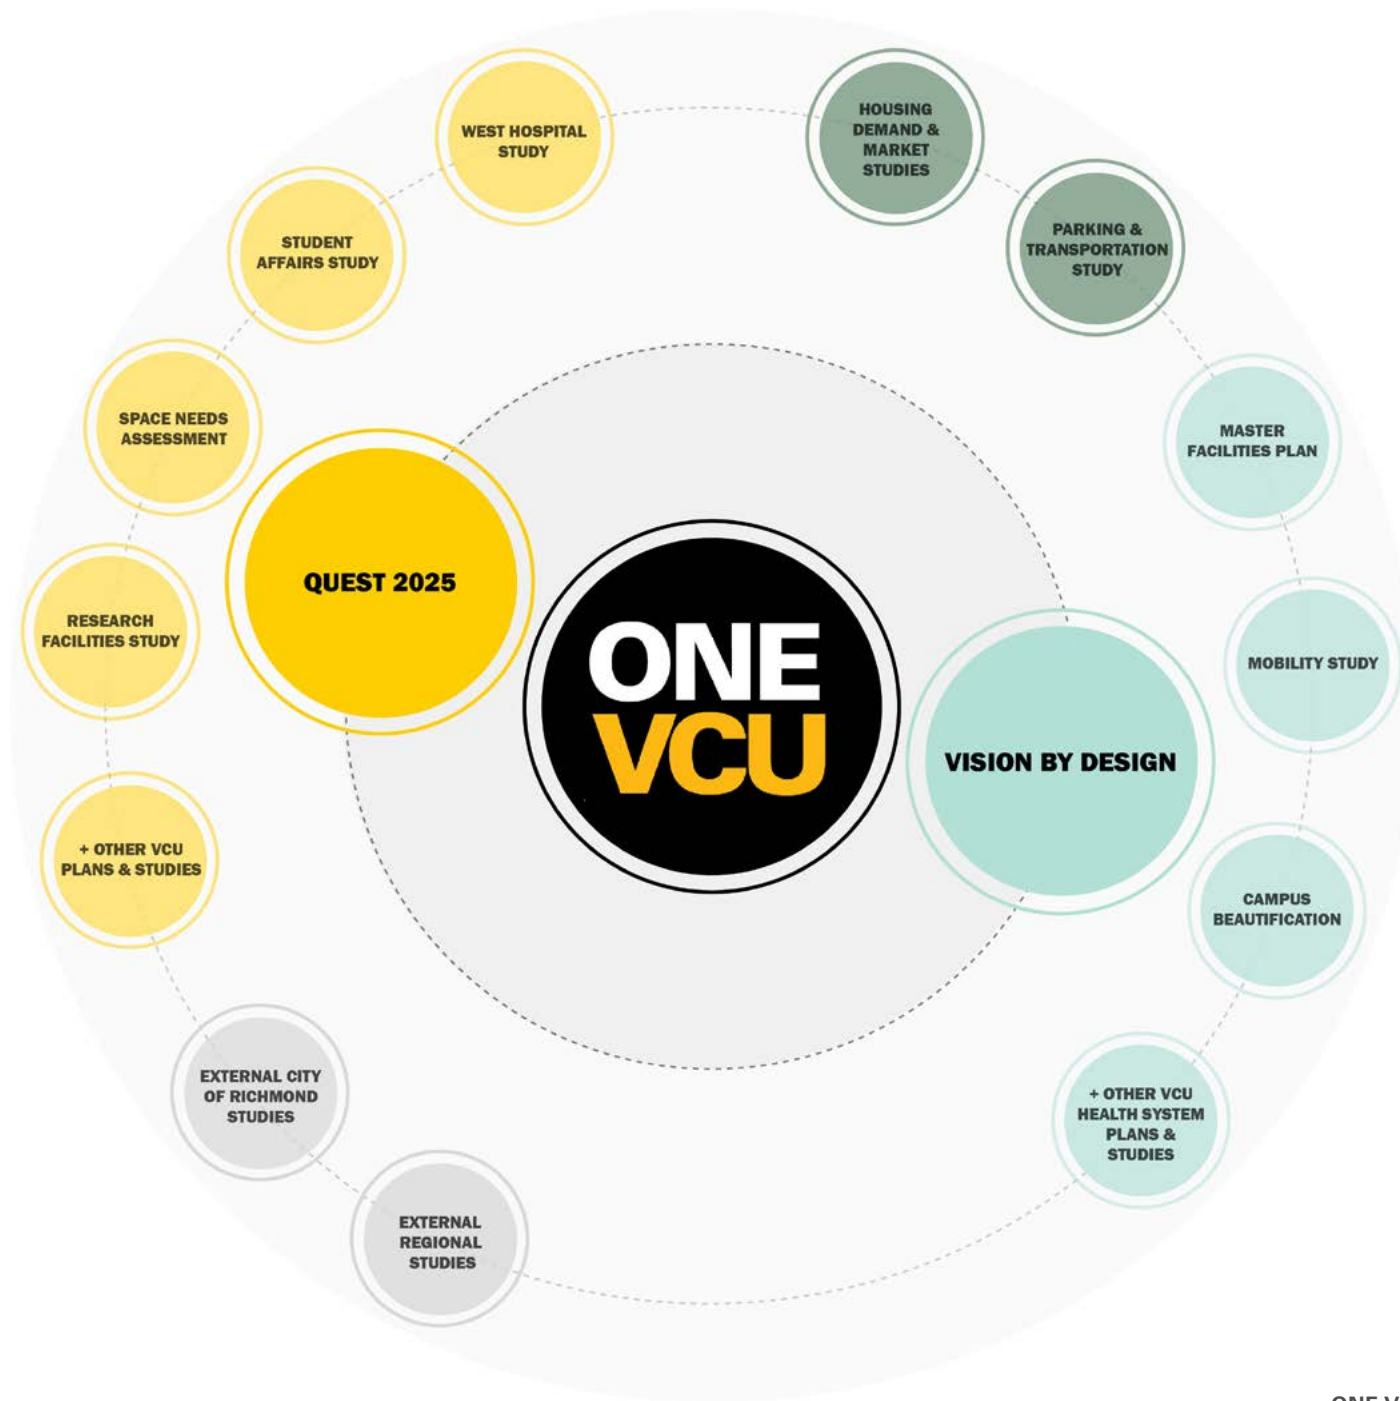 WEST HOSPITAL
STUDY
HOUSING
DEMAND &
MARKET
STUDIES
STUDENT
AFFAIRS STUDY
PARKING &
TRANSPORTATION
STUDY
SPACE NEEDS
ASSESSMENT
MASTER
FACILITIES PLAN
QUEST 2025
RESEARCH
FACILITIES STUDY
ONE
VCU
MOBILITY STUDY
VISION BY DESIGN
+ OTHER VCU
PLANS & STUDIES
CAMPUS
BEAUTIFICATION
EXTERNAL CITY
OF RICHMOND
STUDIES
+ OTHER VCU
HEALTH SYSTEM
PLANS &
STUDIES
EXTERNAL
REGIONAL
STUDIES